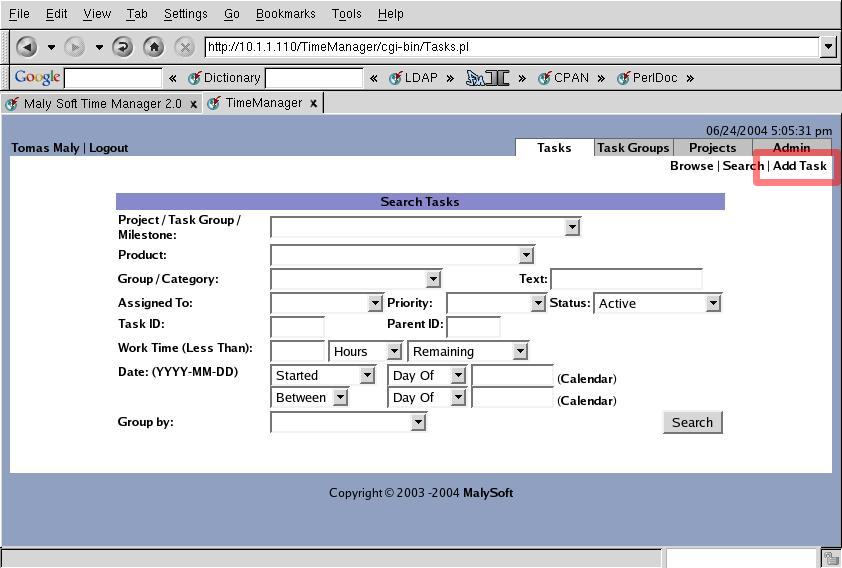 File Edit View Tab Settings Go Bookmarks Tools Help
http://10.1.1.110/TimeManager/cgi-bin/Tasks.pl
Google « Dictionary « LDAP » » CPAN » PerlDoc »
Maly Soft Time Manager 2.0 x TimeManager x
06/24/2004 5:05:31 pm
Tomas Maly | Logout Tasks Task Groups Projects Admin
Browse | Search | Add Task
Search Tasks
Project / Task Group /
Milestone:
Product:
Group / Category: Text:
Assigned To: Priority: Status: Active
Task ID: Parent ID:
Work Time (Less Than): Hours Remaining
Date: (YYYY-MM-DD) Started Day Of (Calendar)
Between Day Of (Calendar)
Group by: Search
Copyright © 2003 -2004 MalySoft